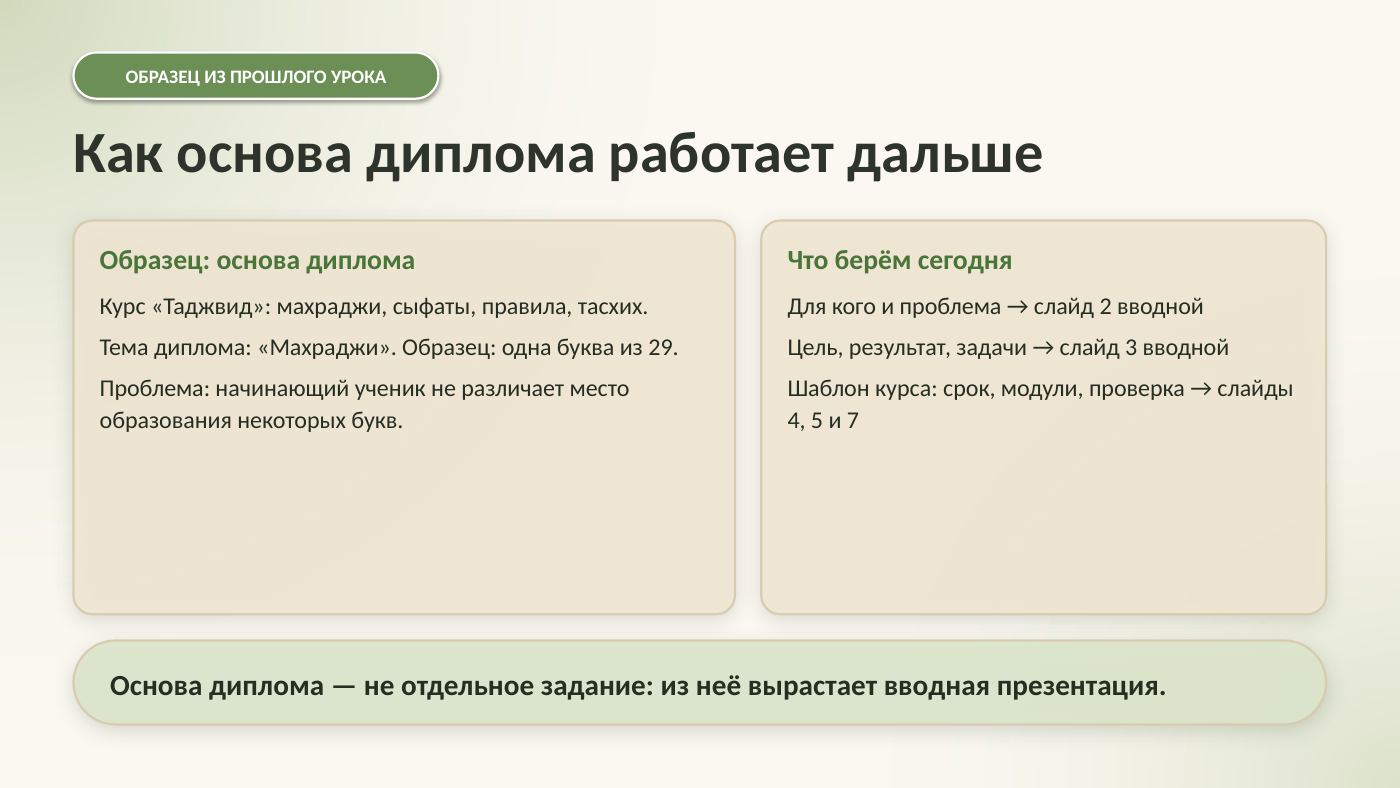 ОБРАЗЕЦ ИЗ ПРОШЛОГО УРОКА
Как основа диплома работает дальше
Образец: основа диплома
Курс «Таджвид»: махраджи, сыфаты, правила, тасхих.
Тема диплома: «Махраджи». Образец: одна буква из 29.
Проблема: начинающий ученик не различает место
образования некоторых букв.
Что берём сегодня
Для кого и проблема → слайд 2 вводной
Цель, результат, задачи → слайд 3 вводной
Шаблон курса: срок, модули, проверка → слайды
4, 5 и 7
Основа диплома — не отдельное задание: из неё вырастает вводная презентация.